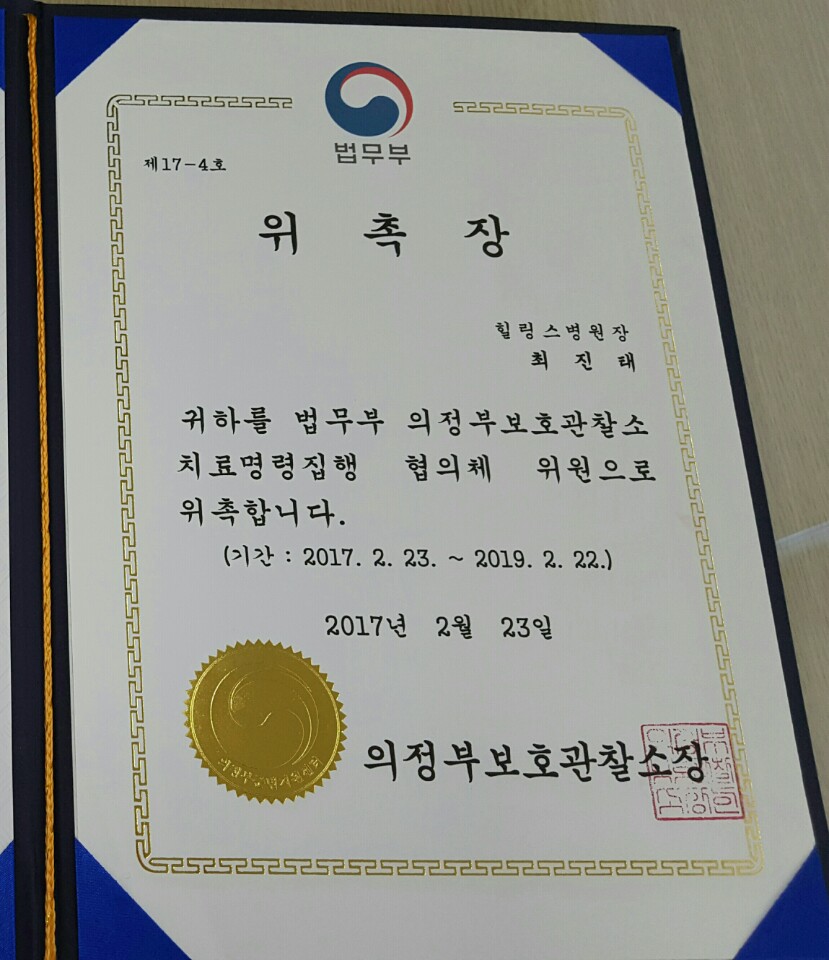 법무부
제17-4호
위 촉 장
힐링스병원장
최 진 태
귀하를 법무부 의정부보호관찰소
치료명령집행 협의체 위원으로
위촉합니다.
(기간 : 2017. 2. 23. ~ 2019. 2. 22.)
2017년 2월 23일
의정부보호관찰소장